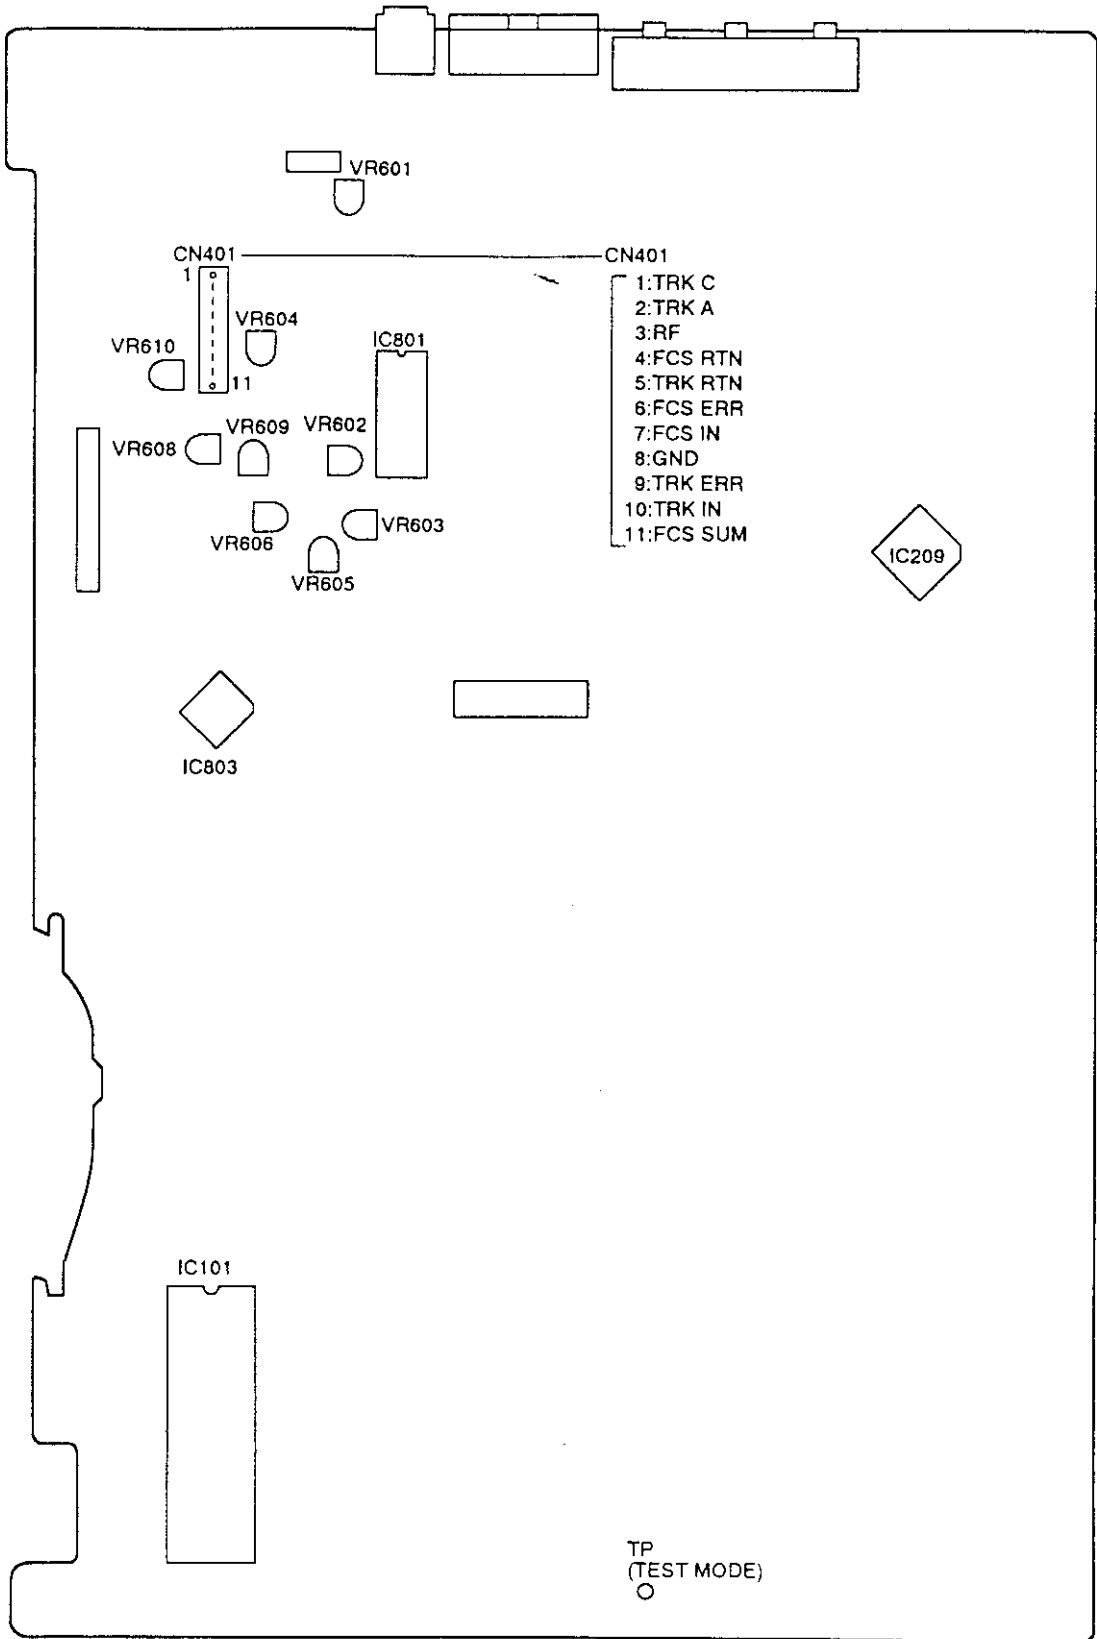 VR601
CN401
CN401
1
11
VR604
VR610
IC801
1:TRK C
2:TRK A
3:RF
4:FCS RTN
5:TRK RTN
6:FCS ERR
7:FCS IN
8:GND
9:TRK ERR
10:TRK IN
11:FCS SUM
VR608
VR609
VR602
VR606
VR603
VR605
IC209
IC803
IC101
TP
(TEST MODE)